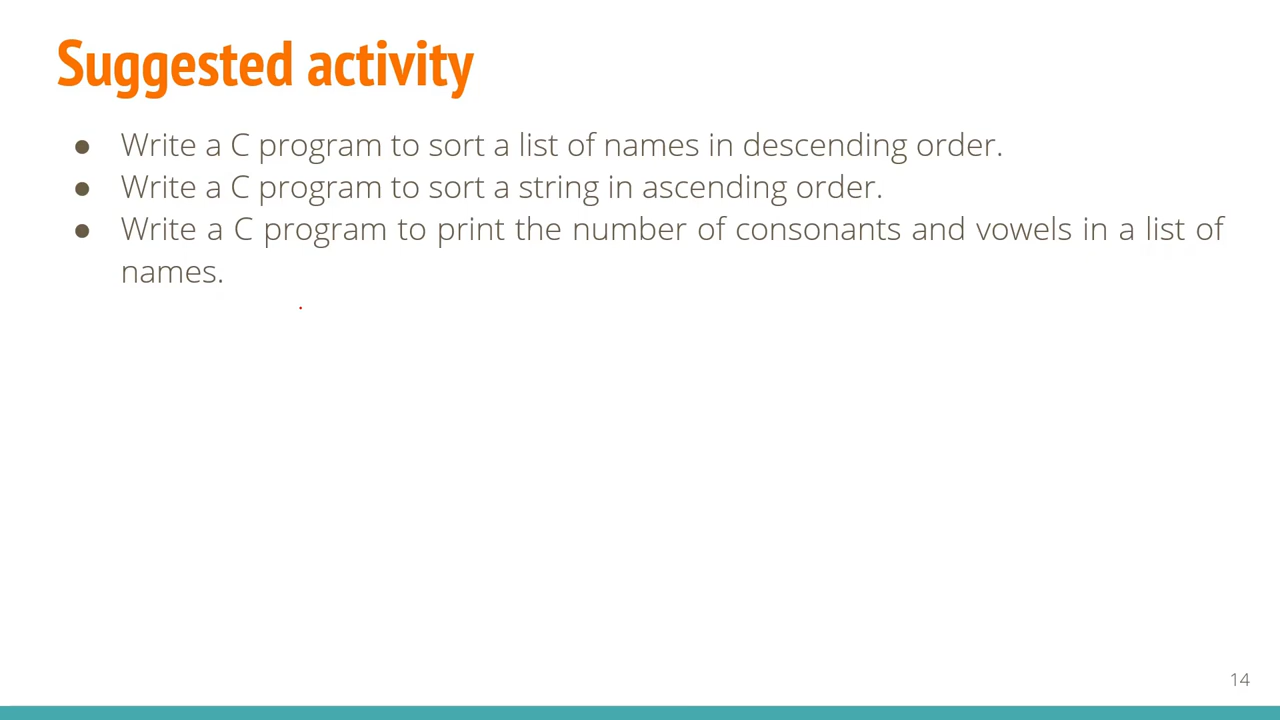 Suggested activity
● Write a C program to sort a list of names in descending order.
● Write a C program to sort a string in ascending order.
● Write a C program to print the number of consonants and vowels in a list of
names.
14